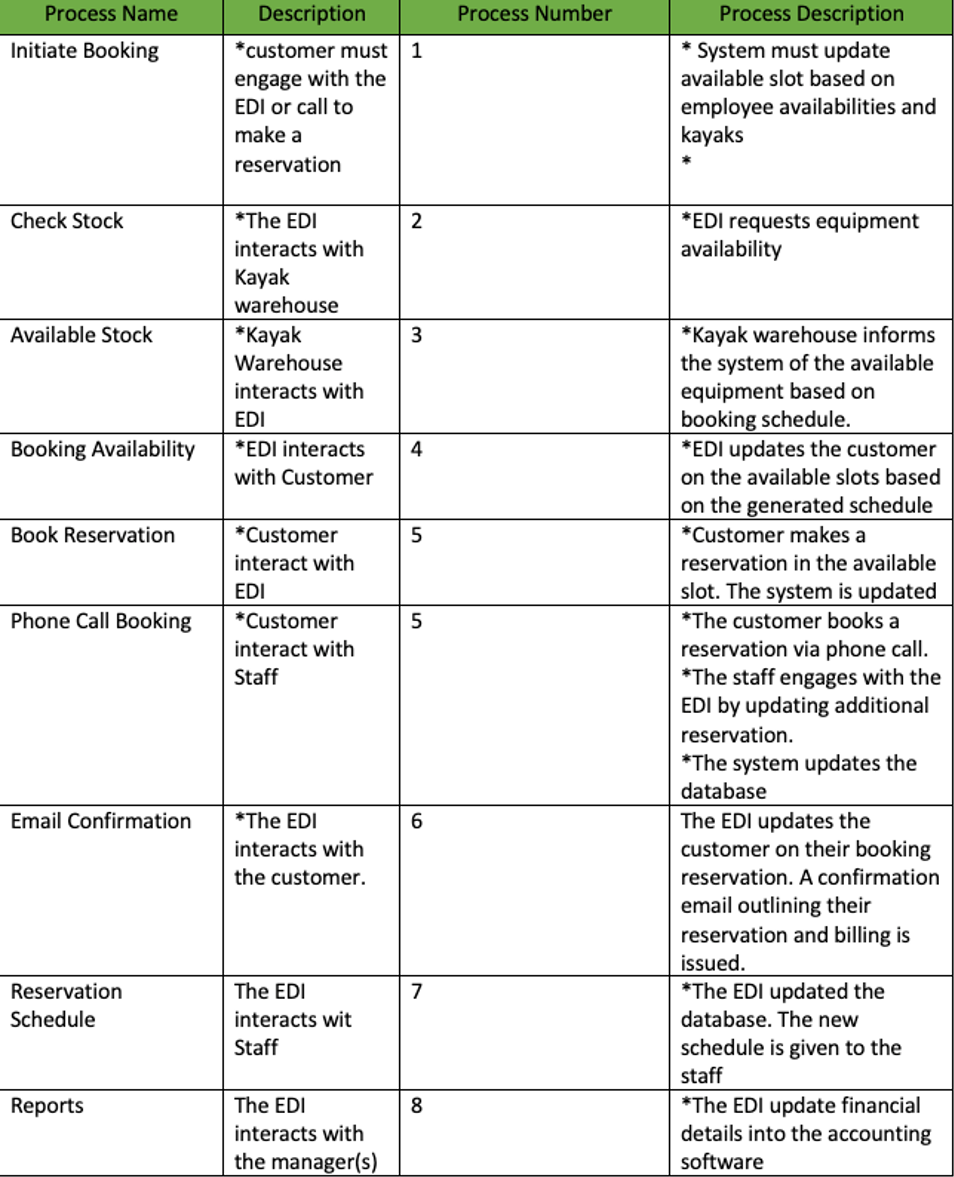 Process Name Description Process Number Process Description
Initiate Booking *customer must 1 * System must update
engage with the available slot based on
EDI or call to employee availabilities and
make a kayaks
reservation *
Check Stock *The EDI 2 *EDI requests equipment
interacts with availability
Kayak
warehouse
Available Stock *Kayak 3 *Kayak warehouse informs
Warehouse the system of the available
interacts with equipment based on
EDI booking schedule.
Booking Availability *EDI interacts 4 *EDI updates the customer
with Customer on the available slots based
on the generated schedule
Book Reservation *Customer 5 *Customer makes a
interact with reservation in the available
EDI slot. The system is updated
Phone Call Booking *Customer 5 *The customer books a
interact with reservation via phone call.
Staff *The staff engages with the
EDI by updating additional
reservation.
*The system updates the
database
Email Confirmation *The EDI 6 The EDI updates the
interacts with customer on their booking
the customer. reservation. A confirmation
email outlining their
reservation and billing is
issued.
Reservation The EDI 7 *The EDI updated the
Schedule interacts wit database. The new
Staff schedule is given to the
staff
Reports The EDI 8 *The EDI update financial
interacts with details into the accounting
the manager(s) software